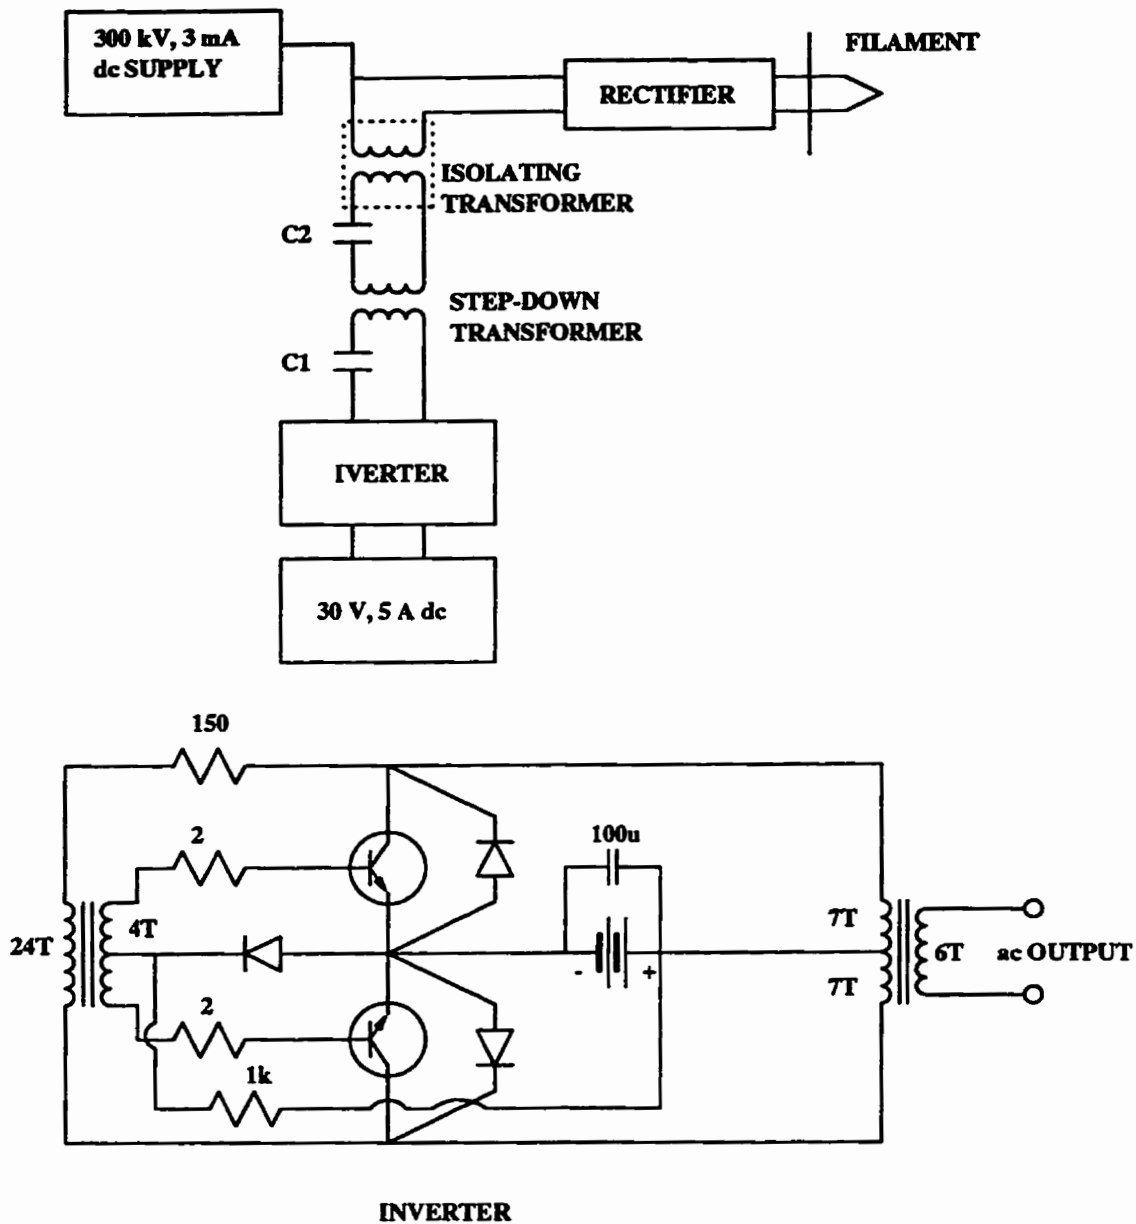 300 kV, 3 mA
dc SUPPLY
FILAMENT
RECTIFIER
ISOLATING
TRANSFORMER
C2
STEP-DOWN
TRANSFORMER
C1
IVERTER
30 V, 5 A dc
150
2
100u
24T
4T
7T
6T
ac OUTPUT
-
+
7T
2
1k
INVERTER